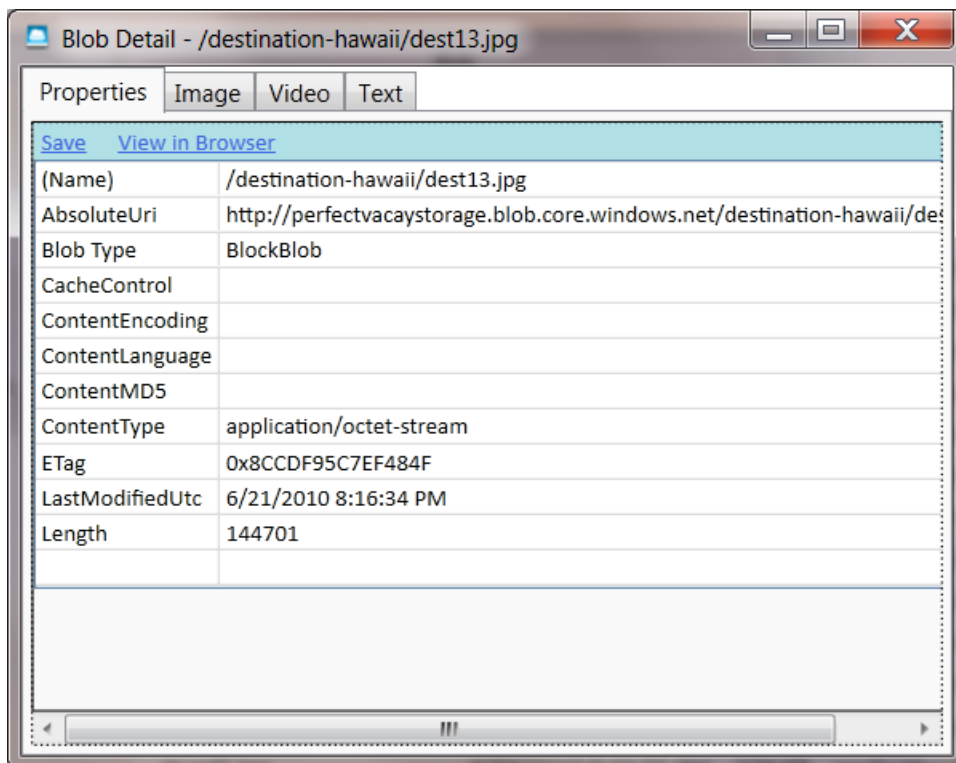 Blob Detail - /destination-hawaii/dest13.jpg
Properties Image Video Text
Save View in Browser
(Name) /destination-hawaii/dest13.jpg
AbsoluteUri http://perfectvacaystorage.blob.core.windows.net/destination-hawaii/des
Blob Type BlockBlob
CacheControl
ContentEncoding
ContentLanguage
ContentMD5
ContentType application/octet-stream
ETag 0x8CCDF95C7EF484F
LastModifiedUtc 6/21/2010 8:16:34 PM
Length 144701